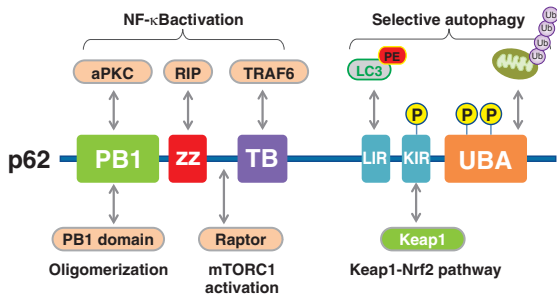 NF-κBactivation
Selective autophagy
aPKC
RIP
TRAF6
LC3
PE
Ub
Ub
Ub
Ub
P
P
P
p62
PB1
ZZ
TB
LIR
KIR
UBA
PB1 domain
Raptor
Keap1
Oligomerization
mTORC1
activation
Keap1-Nrf2 pathway